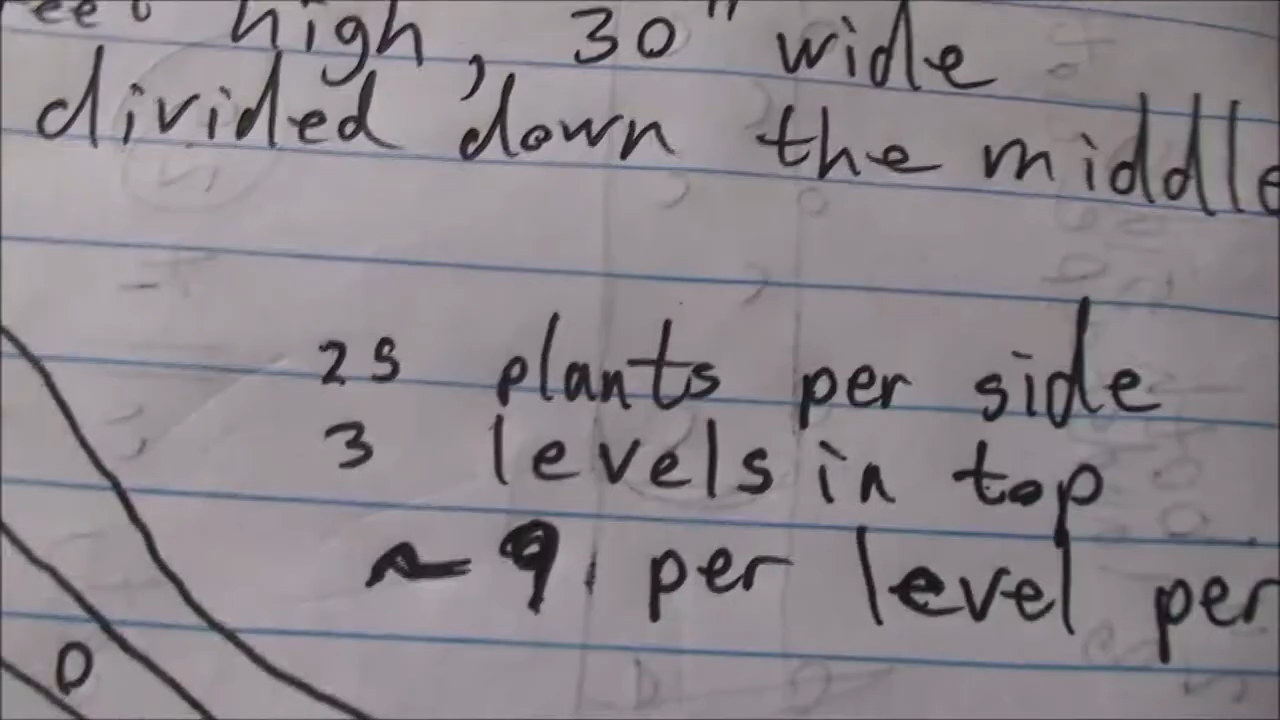 high, 30" wide
divided down the middle
25 plants per side
3 levels in top
~ 9 per level per
D